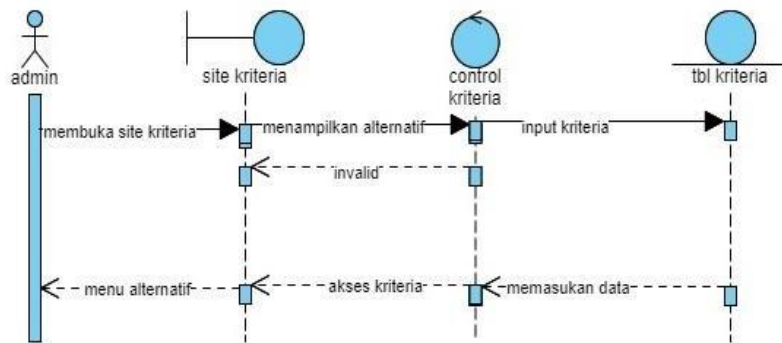 admin
site kriteria
control
kriteria
tbl kriteria
membuka site kriteria
menampilkan alternatif
input kriteria
invalid
menu alternatif
akses kriteria
memasukan data